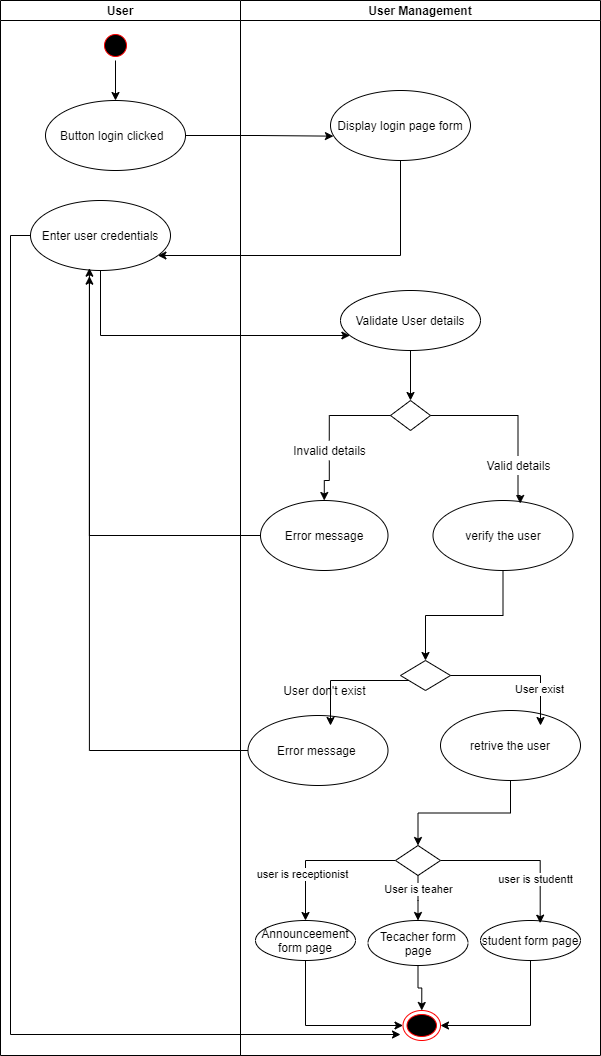 User
User Management
Button login clicked
Display login page form
Enter user credentials
Validate User details
Invalid details
Valid details
Error message
verify the user
User don't exist
User exist
Error message
retrive the user
user is receptionist
User is teaher
user is studentt
Announceement
form page
Tecacher form
page
student form page